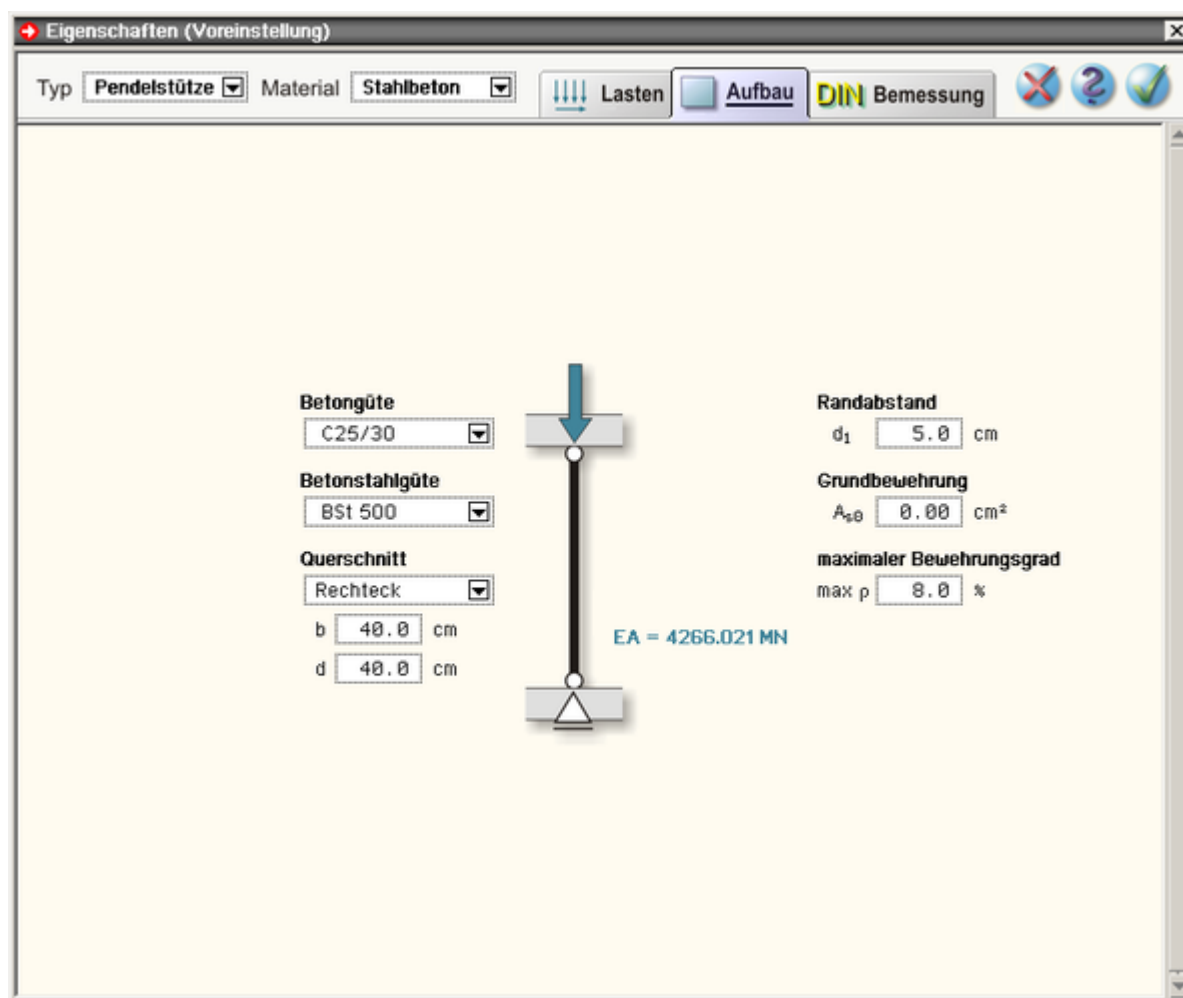 Eigenschaften (Voreinstellung)
Typ Pendelstütze Material Stahlbeton Lasten Aufbau DIN Bemessung
Betongüte
C25/30
Betonstahlgüte
BSt 500
Querschnitt
Rechteck
b 40.0 cm
d 40.0 cm
EA = 4266.021 MN
Randabstand
d₁ 5.0 cm
Grundbewehrung
Aₛ₀ 0.00 cm²
maximaler Bewehrungsgrad
max ρ 8.0 %